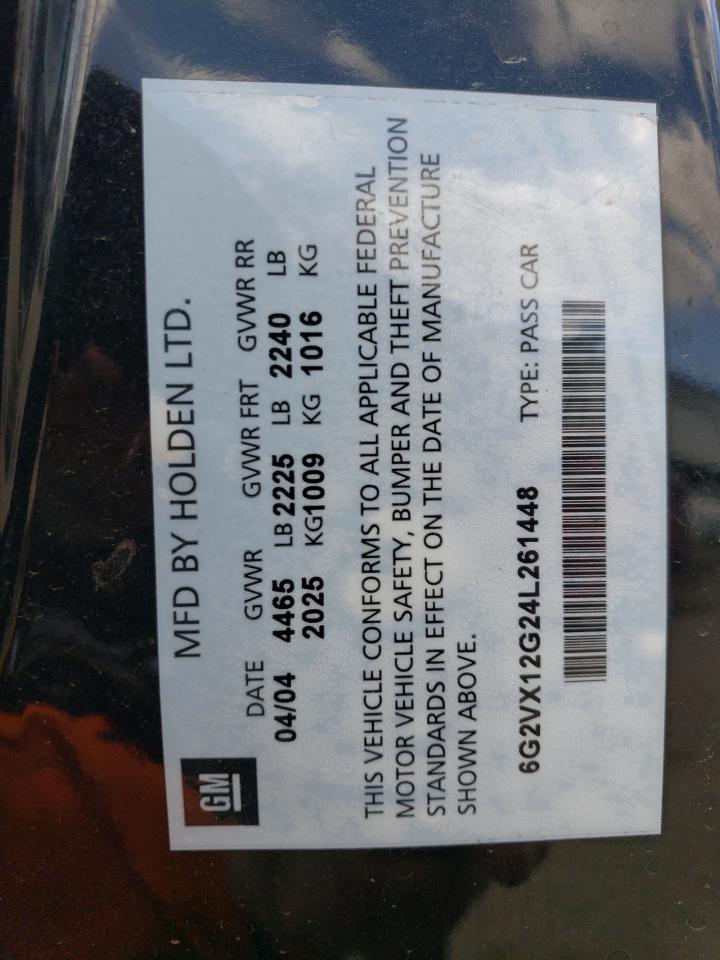 GM
MFD BY HOLDEN LTD.
DATE GVWR GVWR FRT GVWR RR
04/04 4465 LB 2225 LB 2240 LB
2025 KG 1009 KG 1016 KG
THIS VEHICLE CONFORMS TO ALL APPLICABLE FEDERAL
MOTOR VEHICLE SAFETY, BUMPER AND THEFT PREVENTION
STANDARDS IN EFFECT ON THE DATE OF MANUFACTURE
SHOWN ABOVE.
6G2VX12G24L261448 TYPE: PASS CAR